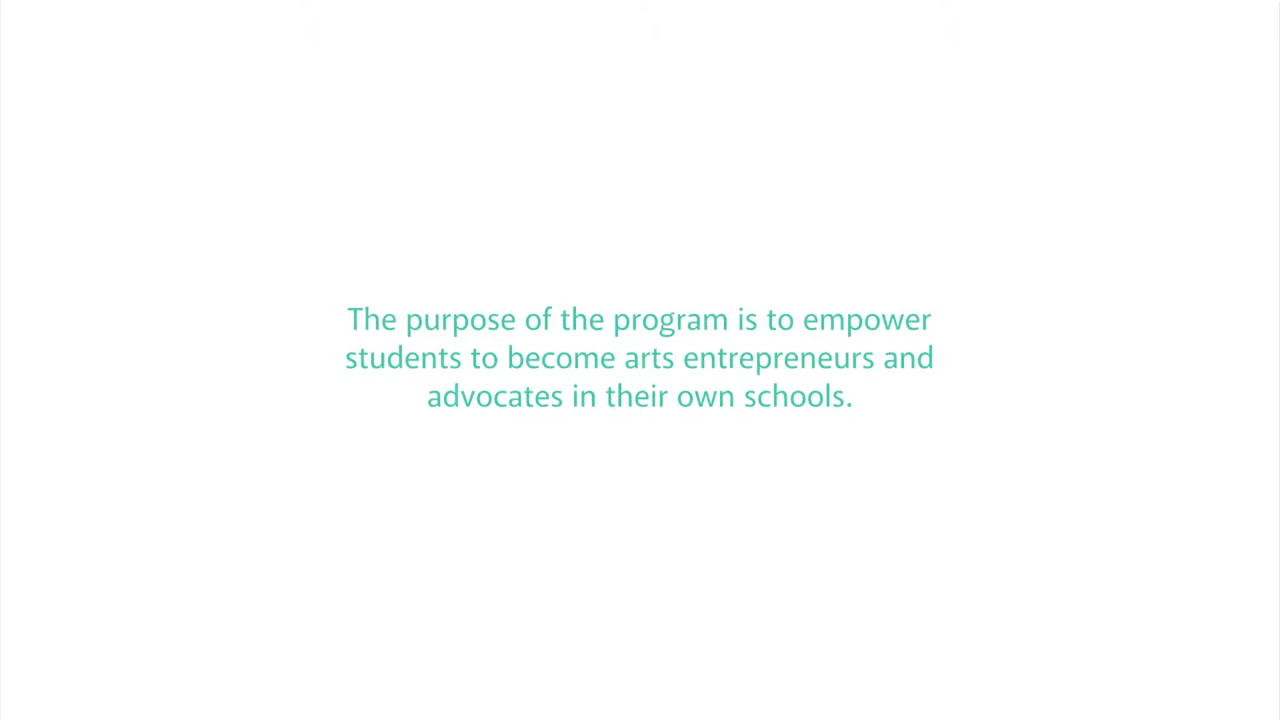 The purpose of the program is to empower
students to become arts entrepreneurs and
advocates in their own schools.